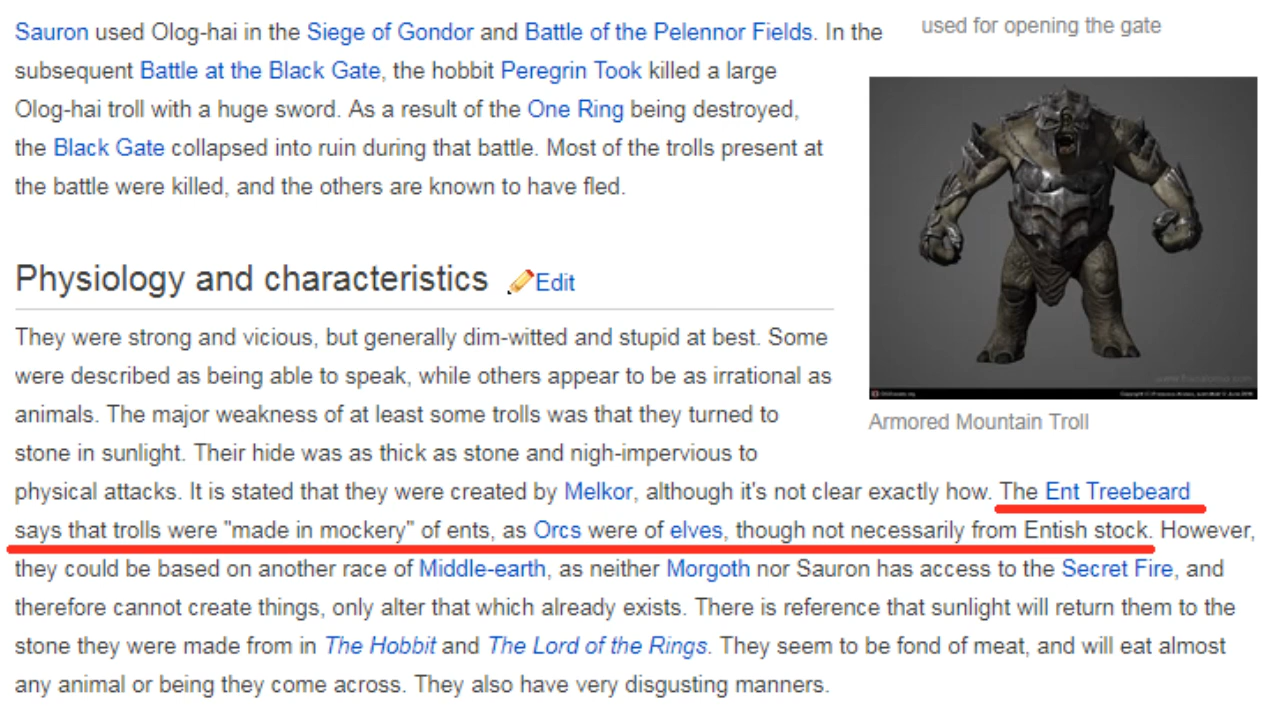 Sauron used Olog-hai in the Siege of Gondor and Battle of the Pelennor Fields. In the
subsequent Battle at the Black Gate, the hobbit Peregrin Took killed a large
Olog-hai troll with a huge sword. As a result of the One Ring being destroyed,
the Black Gate collapsed into ruin during that battle. Most of the trolls present at
the battle were killed, and the others are known to have fled.
used for opening the gate
Armored Mountain Troll
Physiology and characteristics Edit
They were strong and vicious, but generally dim-witted and stupid at best. Some
were described as being able to speak, while others appear to be as irrational as
animals. The major weakness of at least some trolls was that they turned to
stone in sunlight. Their hide was as thick as stone and nigh-impervious to
physical attacks. It is stated that they were created by Melkor, although it's not clear exactly how. The Ent Treebeard
says that trolls were "made in mockery" of ents, as Orcs were of elves, though not necessarily from Entish stock. However,
they could be based on another race of Middle-earth, as neither Morgoth nor Sauron has access to the Secret Fire, and
therefore cannot create things, only alter that which already exists. There is reference that sunlight will return them to the
stone they were made from in The Hobbit and The Lord of the Rings. They seem to be fond of meat, and will eat almost
any animal or being they come across. They also have very disgusting manners.